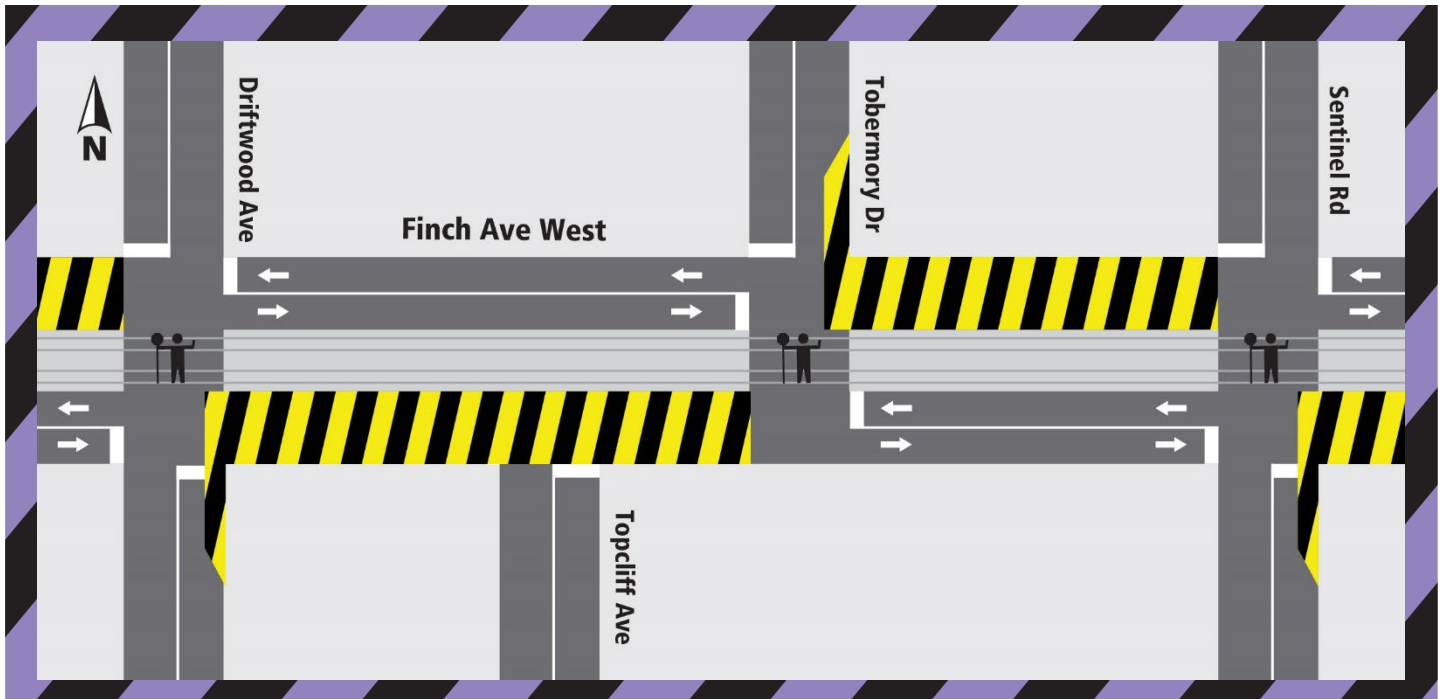 N
Driftwood Ave
Finch Ave West
Tobermory Dr
Sentinel Rd
Topcliff Ave